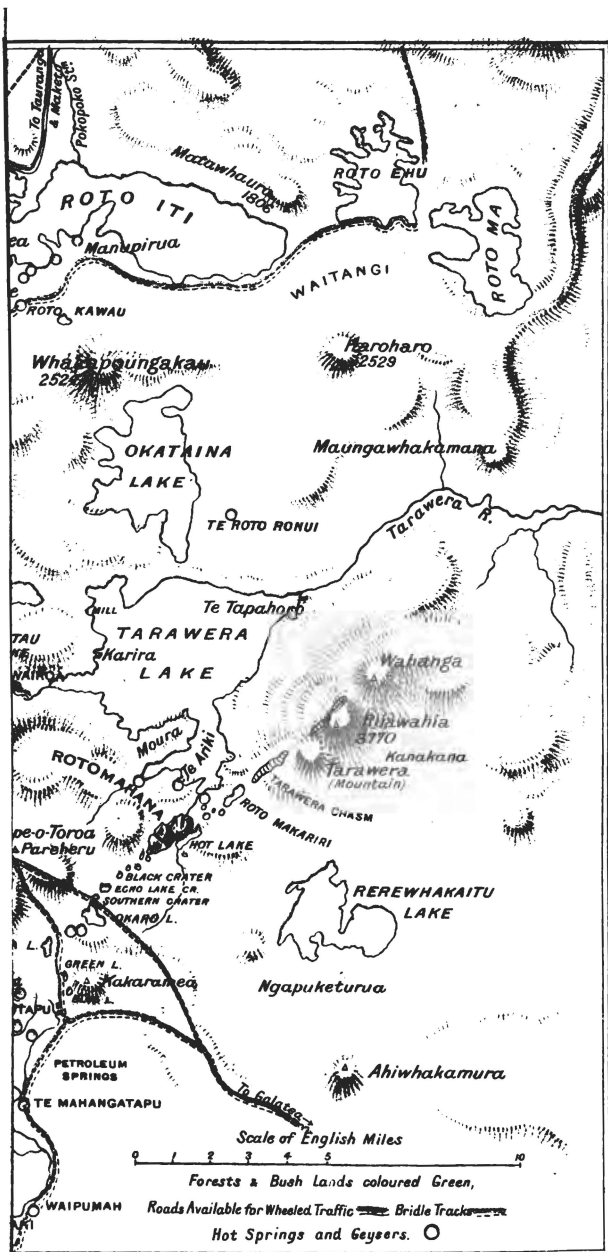 To Tauranga
& Maketu
Pokopoko Sm.
Matawhaura
1806
ROTO EHU
ROTO ITI
ROTO MA
Manupirua
WAITANGI
ROTO KAWAU
Haroharo
2529
Whakapoungakau
OKATAINA
LAKE
Maungawhakamana
TE ROTO RONUI
Tarawera R.
Te Tapahoro
MILL
TARAWERA
LAKE
Karira
Wahanga
Ruawahia
3770
Kanakana
Tarawera
(Mountain)
TARAWERA CHASM
Moura
Te Ariki
ROTOMAHANA
ROTO MAKARIRI
HOT LAKE
pe-o-Toroa
Pareheru
BLACK CRATER
ECHO LAKE CR.
SOUTHERN CRATER
OKARO L.
REREWHAKAITU
LAKE
L.
GREEN L.
Kakaramea
Ngapuketurua
PETROLEUM
SPRINGS
Ahiwhakamura
TE MAHANGATAPU
To Galatea
Scale of English Miles
0 1 2 3 4 5 10
Forests & Bush Lands coloured Green,
WAIPUMAH
Roads Available for Wheeled Traffic Bridle Tracks
Hot Springs and Geysers.